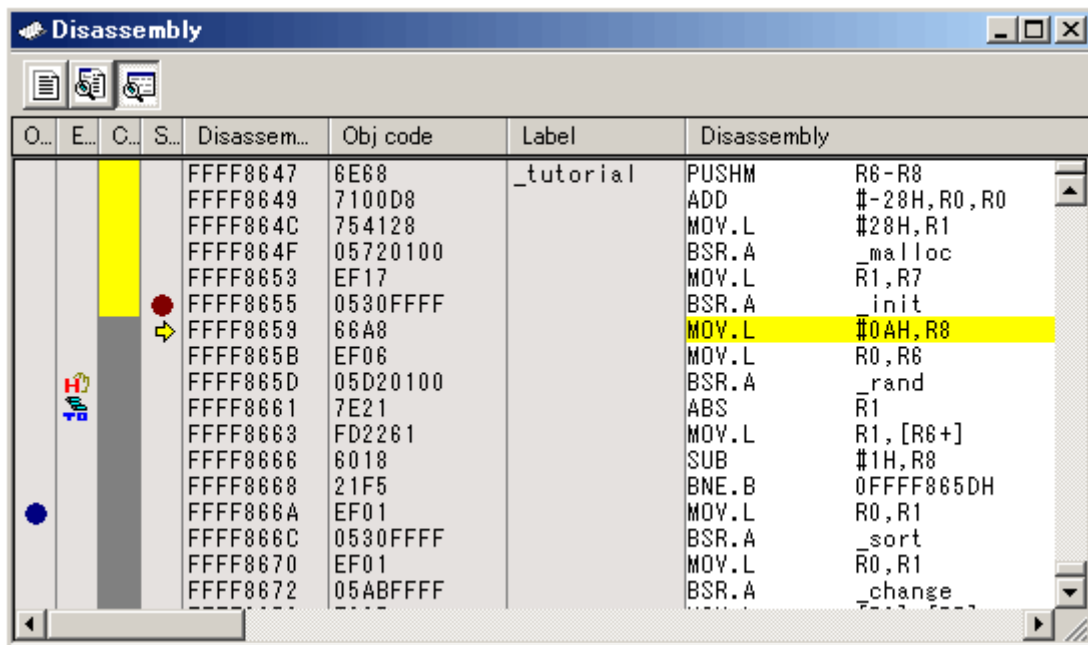 Disassembly
O... E... C... S... Disassem... Obj code Label Disassembly
FFFF8647 6E68 _tutorial PUSHM R6-R8
FFFF8649 7100D8 ADD #-28H,R0,R0
FFFF864C 754128 MOV.L #28H,R1
FFFF864F 05720100 BSR.A _malloc
FFFF8653 EF17 MOV.L R1,R7
FFFF8655 0530FFFF BSR.A _init
FFFF8659 66A8 MOV.L #0AH,R8
FFFF865B EF06 MOV.L R0,R6
H FFFF865D 05D20100 BSR.A _rand
FFFF8661 7E21 ABS R1
FFFF8663 FD2261 MOV.L R1,[R6+]
FFFF8666 6018 SUB #1H,R8
FFFF8668 21F5 BNE.B 0FFFF865DH
FFFF866A EF01 MOV.L R0,R1
FFFF866C 0530FFFF BSR.A _sort
FFFF8670 EF01 MOV.L R0,R1
FFFF8672 05ABFFFF BSR.A _change